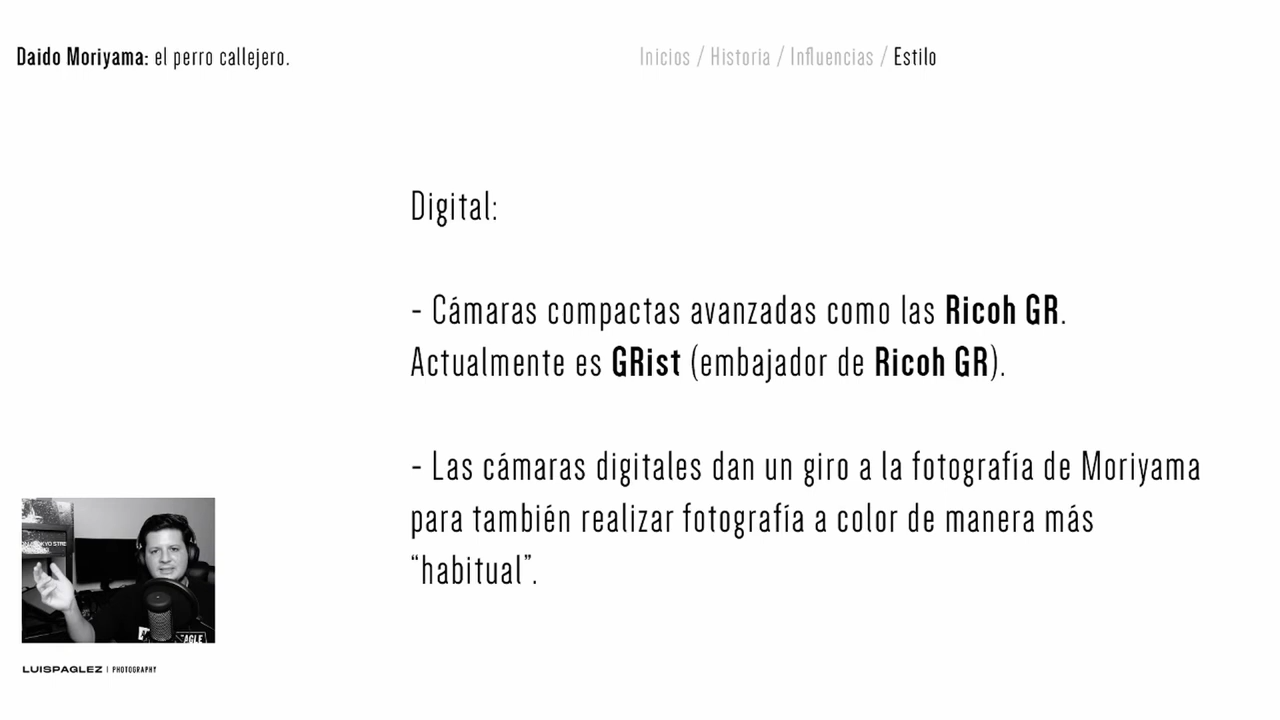 Daido Moriyama: el perro callejero.
Inicios / Historia / Influencias / Estilo
Digital:
- Cámaras compactas avanzadas como las Ricoh GR.
Actualmente es GRist (embajador de Ricoh GR).
- Las cámaras digitales dan un giro a la fotografía de Moriyama
para también realizar fotografía a color de manera más
“habitual”.
LUISPAGLEZ | PHOTOGRAPHY